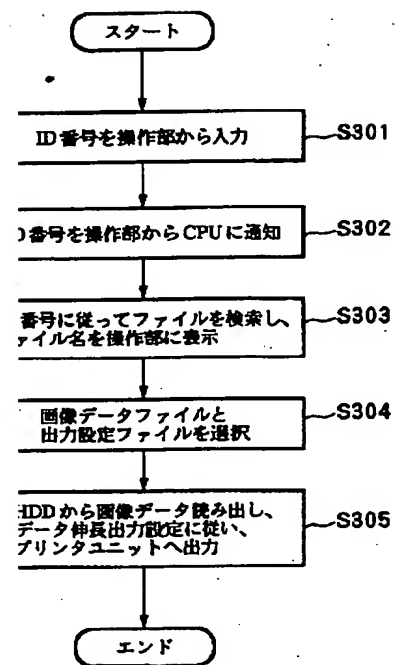 スタート
ID番号を操作部から入力
S301
番号を操作部からCPUに通知
S302
番号に従ってファイルを検索し、
S303
ァイル名を操作部に表示
画像データファイルと
S304
出力設定ファイルを選択
HDDから画像データ読み出し、
S305
データ伸長出力設定に従い、
プリンタユニットへ出力
エンド